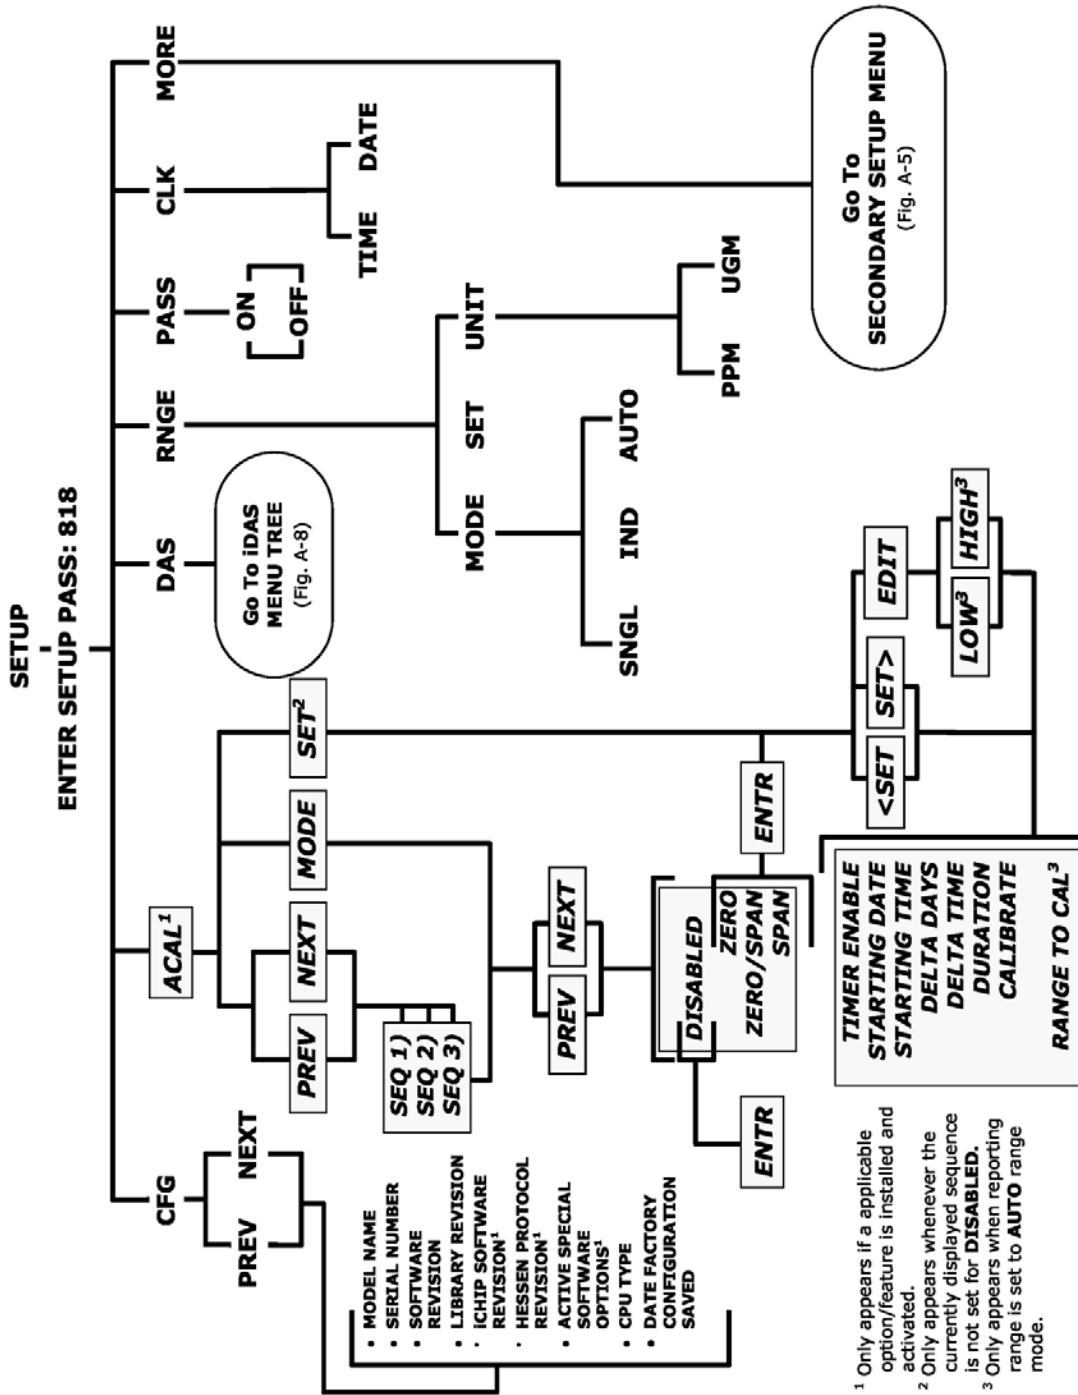 SETUP
ENTER SETUP PASS: 818
CFG
ACAL1
DAS
RNGE
PASS
CLK
MORE
PREV
NEXT
PREV
NEXT
MODE
SET2
Go To iDAS
MENU TREE
(Fig. A-8)
ON
OFF
TIME
DATE
SEQ 1)
SEQ 2)
SEQ 3)
MODE
SET
UNIT
• MODEL NAME
• SERIAL NUMBER
• SOFTWARE
REVISION
• LIBRARY REVISION
• iCHIP SOFTWARE
REVISION1
• HESSEN PROTOCOL
REVISION1
• ACTIVE SPECIAL
SOFTWARE
OPTIONS1
• CPU TYPE
• DATE FACTORY
CONFIGURATION
SAVED
PREV
NEXT
SNGL
IND
AUTO
PPM
UGM
DISABLED
ZERO
ZERO/SPAN
SPAN
ENTR
ENTR
Go To
SECONDARY SETUP MENU
(Fig. A-5)
<SET
SET>
EDIT
LOW3
HIGH3
TIMER ENABLE
STARTING DATE
STARTING TIME
DELTA DAYS
DELTA TIME
DURATION
CALIBRATE
RANGE TO CAL3
1 Only appears if a applicable
option/feature is installed and
activated.
2 Only appears whenever the
currently displayed sequence
is not set for DISABLED.
3 Only appears when reporting
range is set to AUTO range
mode.